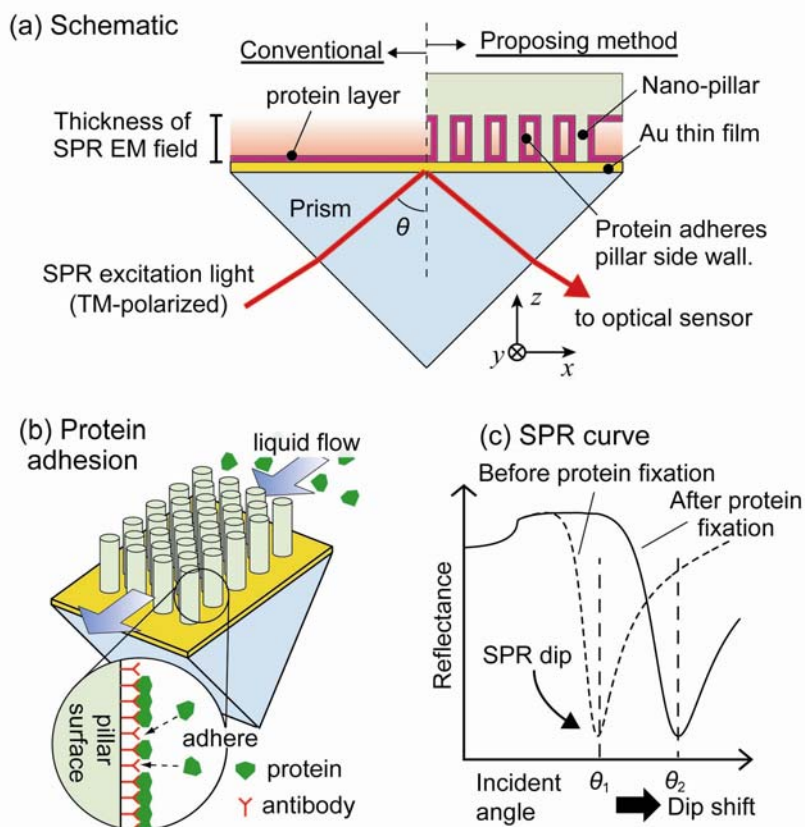 (a) Schematic
Conventional
Proposing method
protein layer
Nano-pillar
Thickness of
SPR EM field
Au thin film
Prism
θ
Protein adheres
pillar side wall.
SPR excitation light
(TM-polarized)
to optical sensor
z
y
x
(b) Protein
adhesion
liquid flow
pillar
surface
adhere
protein
antibody
(c) SPR curve
Before protein fixation
After protein
fixation
Reflectance
SPR dip
Incident
angle
θ1
θ2
Dip shift